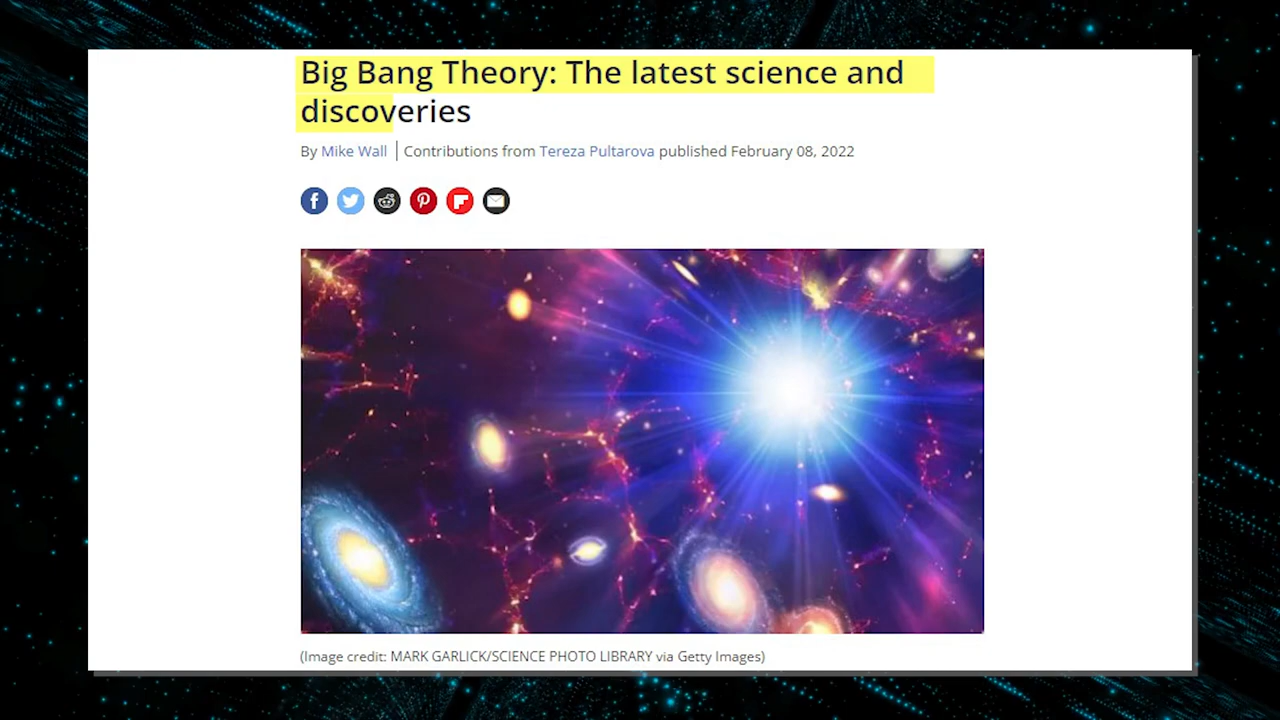 Big Bang Theory: The latest science and
discoveries
By Mike Wall | Contributions from Tereza Pultarova published February 08, 2022
(Image credit: MARK GARLICK/SCIENCE PHOTO LIBRARY via Getty Images)